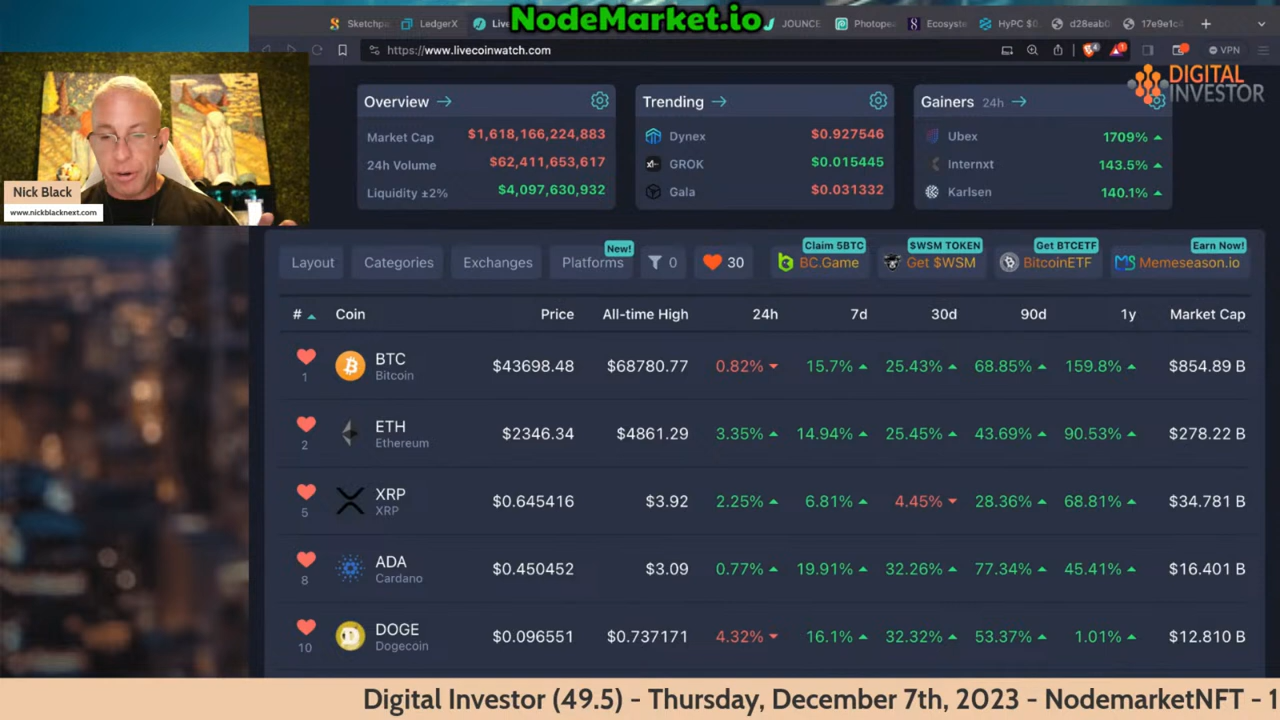 NodeMarket.io
Sketchpa
LedgerX
Liv
JOUNCE
Photope
Ecosyste
HyPC $0
d28eab0
17e9e1c4
https://www.livecoinwatch.com
VPN
DIGITAL
INVESTOR
Nick Black
www.nickblacknext.com
Overview
Market Cap $1,618,166,224,883
24h Volume $62,411,653,617
Liquidity ±2% $4,097,630,932
Trending
Dynex $0.927546
GROK $0.015445
Gala $0.031332
Gainers 24h
Ubex 1709%
Internxt 143.5%
Karlsen 140.1%
Layout
Categories
Exchanges
New!
Platforms
0
30
Claim 5BTC
BC.Game
$WSM TOKEN
Get $WSM
Get BTCETF
BitcoinETF
Earn Now!
Memeseason.io
# Coin Price All-time High 24h 7d 30d 90d 1y Market Cap
1 BTC Bitcoin $43698.48 $68780.77 0.82% 15.7% 25.43% 68.85% 159.8% $854.89 B
2 ETH Ethereum $2346.34 $4861.29 3.35% 14.94% 25.45% 43.69% 90.53% $278.22 B
5 XRP XRP $0.645416 $3.92 2.25% 6.81% 4.45% 28.36% 68.81% $34.781 B
8 ADA Cardano $0.450452 $3.09 0.77% 19.91% 32.26% 77.34% 45.41% $16.401 B
10 DOGE Dogecoin $0.096551 $0.737171 4.32% 16.1% 32.32% 53.37% 1.01% $12.810 B
Digital Investor (49.5) - Thursday, December 7th, 2023 - NodemarketNFT - 1